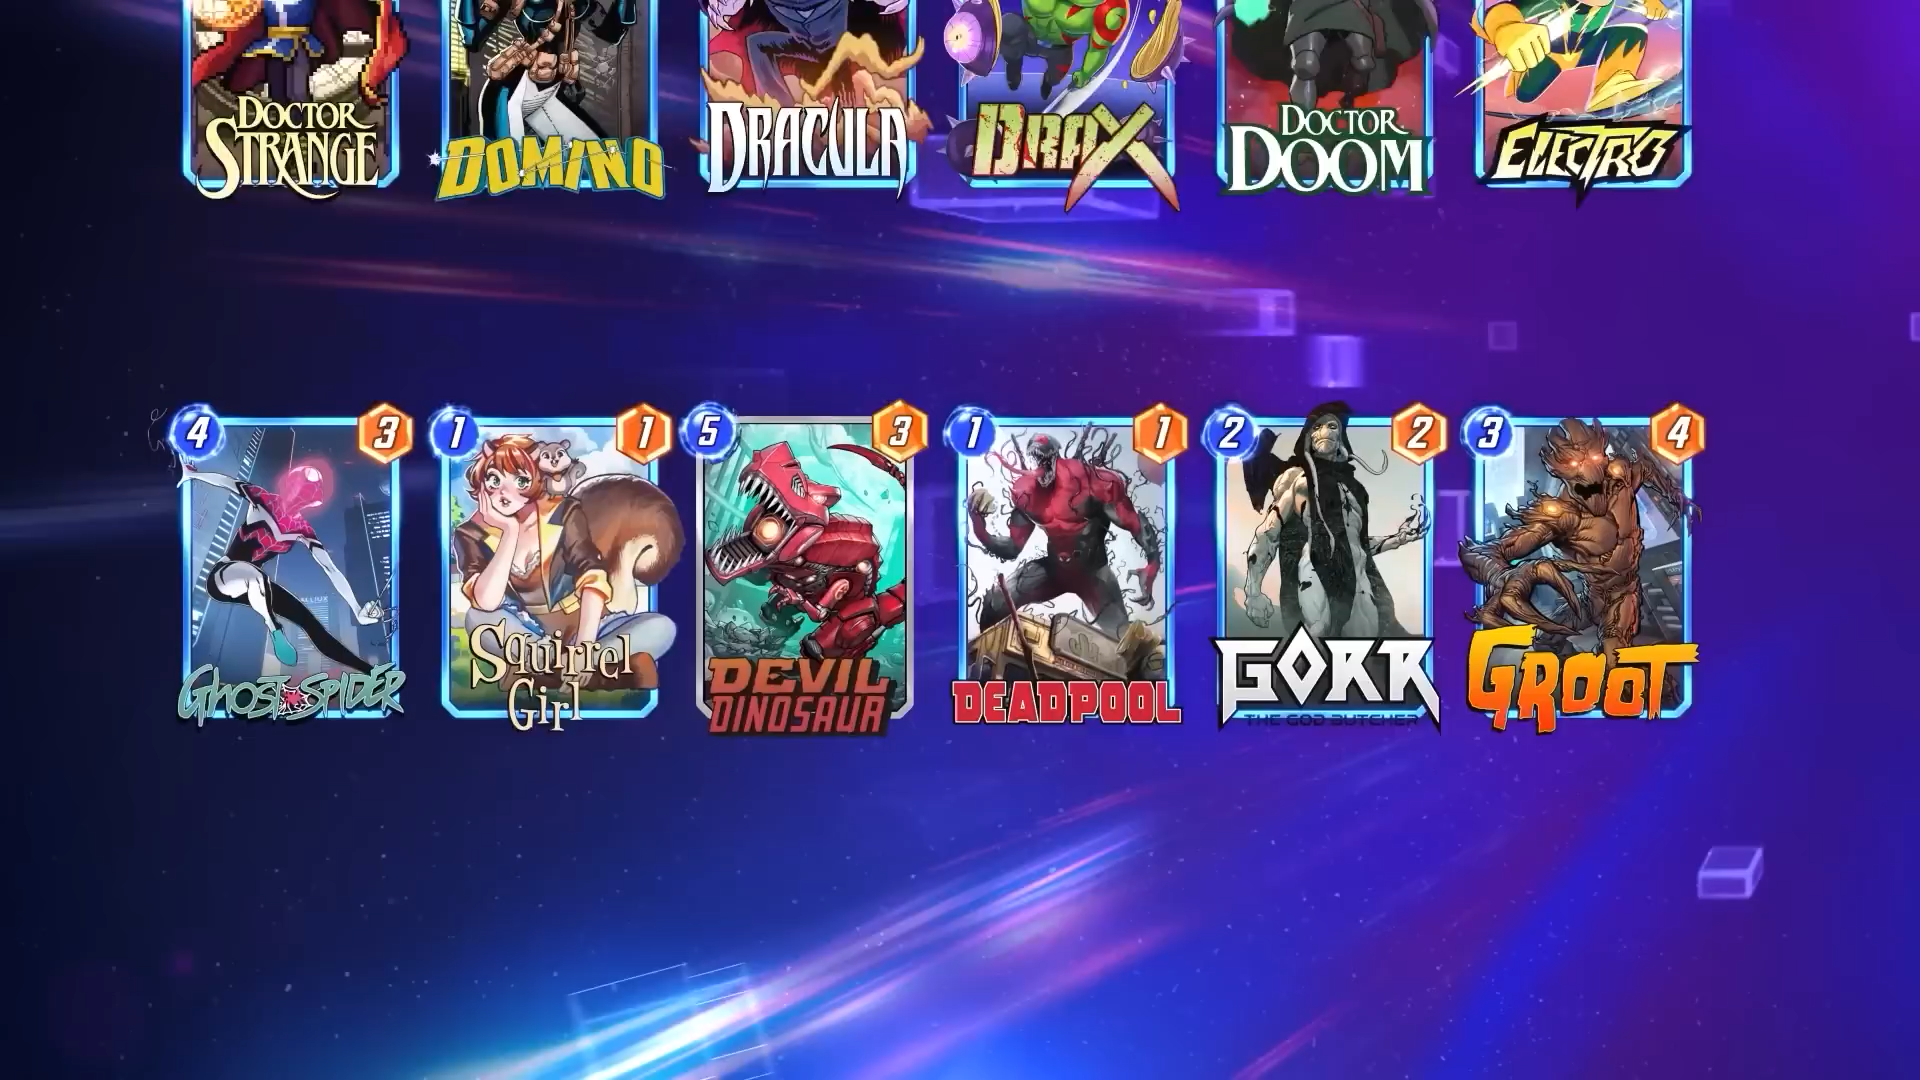 DOCTOR
STRANGE
DOMINO
DRACULA
DRAX
DOCTOR
DOOM
ELECTRO
4 3
1 1
5 3
1 1
2 2
3 4
GHOST-SPIDER
Squirrel
Girl
DEVIL
DINOSAUR
DEADPOOL
GORR
THE GOD BUTCHER
GROOT